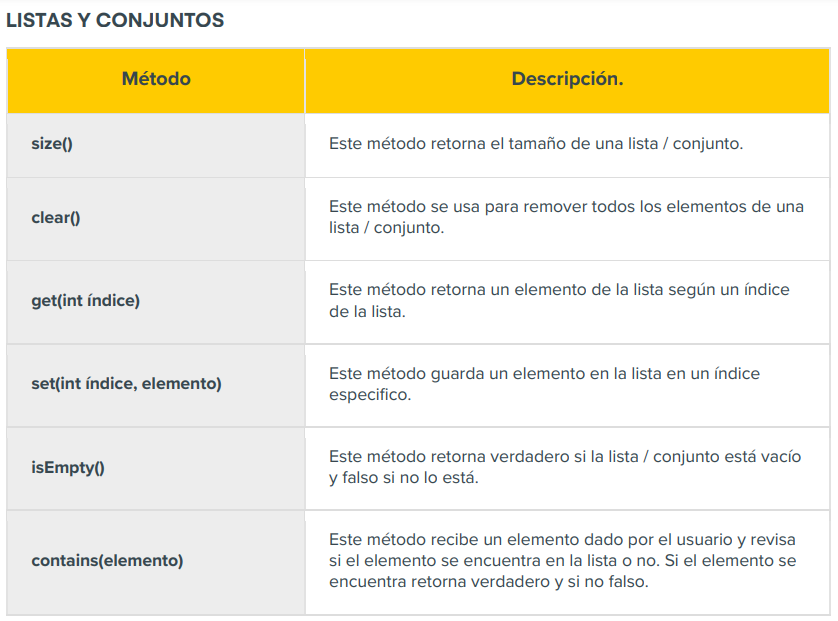 LISTAS Y CONJUNTOS
Método
Descripción.
size()
Este método retorna el tamaño de una lista / conjunto.
clear()
Este método se usa para remover todos los elementos de una
lista / conjunto.
get(int índice)
Este método retorna un elemento de la lista según un índice
de la lista.
set(int índice, elemento)
Este método guarda un elemento en la lista en un índice
especifico.
isEmpty()
Este método retorna verdadero si la lista / conjunto está vacío
y falso si no lo está.
contains(elemento)
Este método recibe un elemento dado por el usuario y revisa
si el elemento se encuentra en la lista o no. Si el elemento se
encuentra retorna verdadero y si no falso.